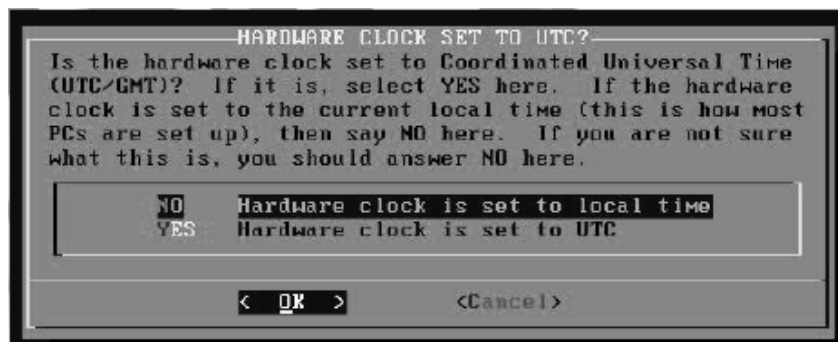 HARDWARE CLOCK SET TO UTC?
Is the hardware clock set to Coordinated Universal Time
(UTC/GMT)?  If it is, select YES here.  If the hardware
clock is set to the current local time (this is how most
PCs are set up), then say NO here.  If you are not sure
what this is, you should answer NO here.
NO Hardware clock is set to local time
YES Hardware clock is set to UTC
< OK > <Cancel>